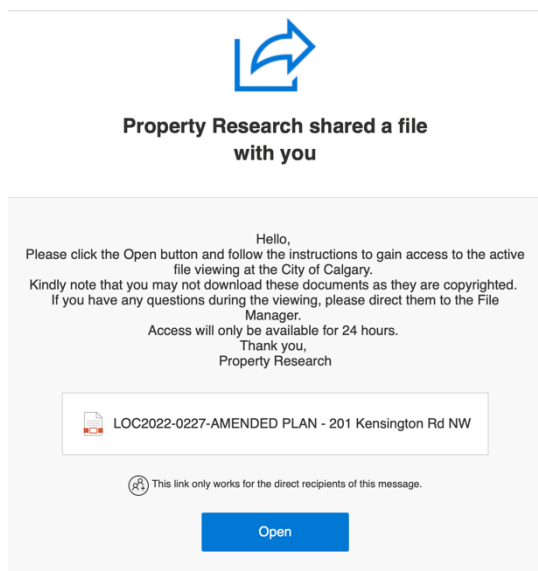 Property Research shared a file
with you
Hello,
Please click the Open button and follow the instructions to gain access to the active
file viewing at the City of Calgary.
Kindly note that you may not download these documents as they are copyrighted.
If you have any questions during the viewing, please direct them to the File
Manager.
Access will only be available for 24 hours.
Thank you,
Property Research
LOC2022-0227-AMENDED PLAN - 201 Kensington Rd NW
This link only works for the direct recipients of this message.
Open